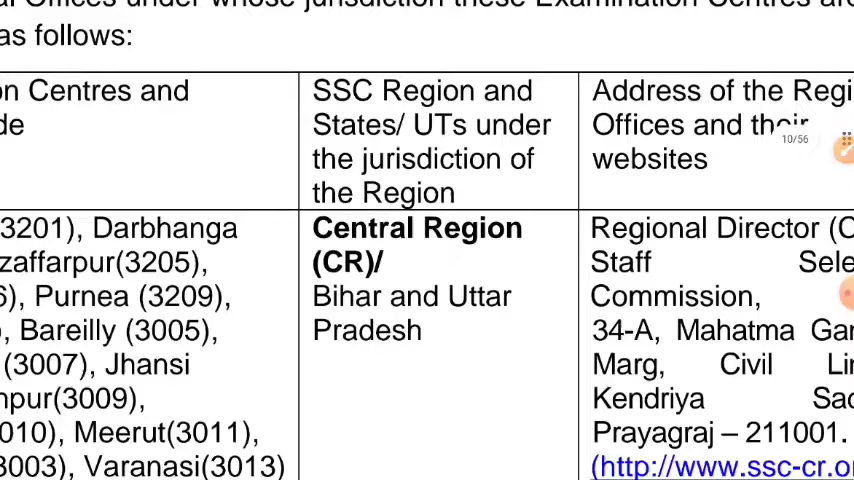 al Offices under whose jurisdiction these Examination Centres are
as follows:
on Centres and
de
SSC Region and
States/ UTs under
the jurisdiction of
the Region
Address of the Regi
Offices and their
websites
10/56
3201), Darbhanga
zaffarpur(3205),
6), Purnea (3209),
, Bareilly (3005),
(3007), Jhansi
npur(3009),
010), Meerut(3011),
3003), Varanasi(3013)
Central Region
(CR)/
Bihar and Uttar
Pradesh
Regional Director (C
Staff Sele
Commission,
34-A, Mahatma Gan
Marg, Civil Lin
Kendriya Sad
Prayagraj – 211001.
(http://www.ssc-cr.or